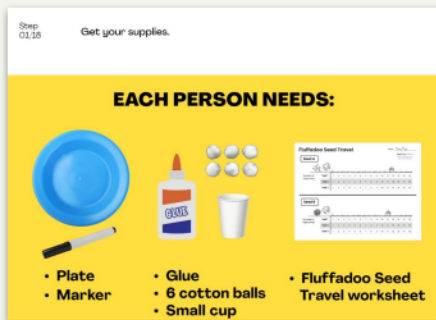 Step
01/18
Get your supplies.
EACH PERSON NEEDS:
GLUE
Fluffadoo Seed Travel
• Plate
• Marker
• Glue
• 6 cotton balls
• Small cup
• Fluffadoo Seed
Travel worksheet